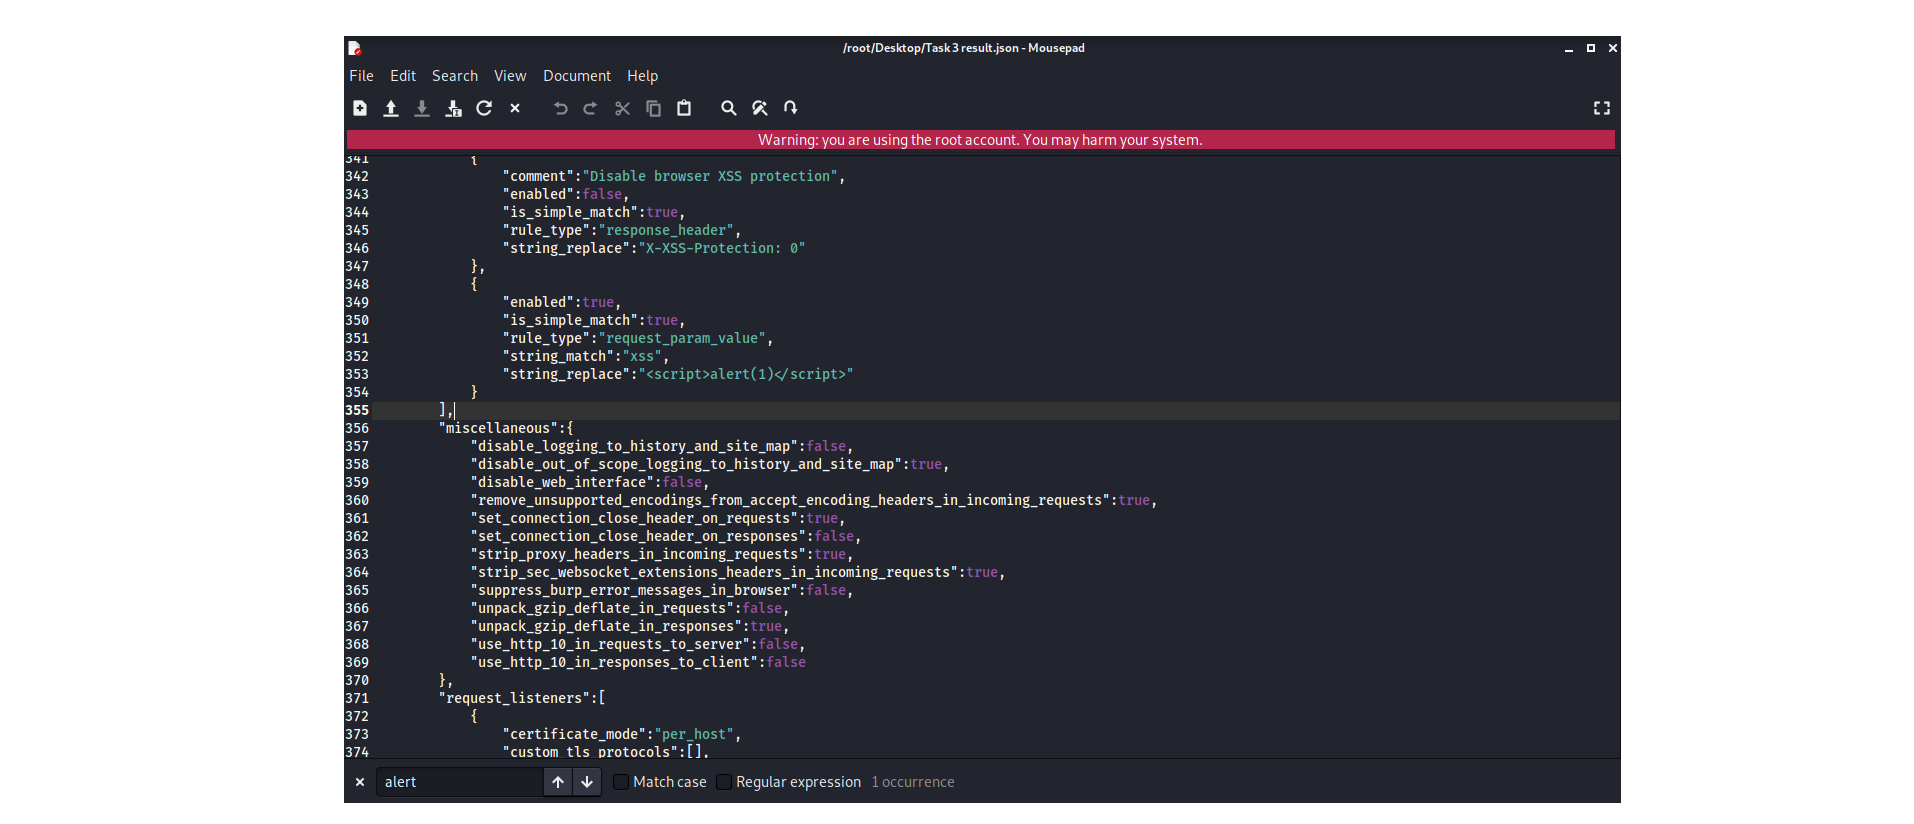 /root/Desktop/Task 3 result.json - Mousepad
File Edit Search View Document Help
Warning: you are using the root account. You may harm your system.
341 {
342 "comment":"Disable browser XSS protection",
343 "enabled":false,
344 "is_simple_match":true,
345 "rule_type":"response_header",
346 "string_replace":"X-XSS-Protection: 0"
347 },
348 {
349 "enabled":true,
350 "is_simple_match":true,
351 "rule_type":"request_param_value",
352 "string_match":"xss",
353 "string_replace":"<script>alert(1)</script>"
354 }
355 ],
356 "miscellaneous":{
357 "disable_logging_to_history_and_site_map":false,
358 "disable_out_of_scope_logging_to_history_and_site_map":true,
359 "disable_web_interface":false,
360 "remove_unsupported_encodings_from_accept_encoding_headers_in_incoming_requests":true,
361 "set_connection_close_header_on_requests":true,
362 "set_connection_close_header_on_responses":false,
363 "strip_proxy_headers_in_incoming_requests":true,
364 "strip_sec_websocket_extensions_headers_in_incoming_requests":true,
365 "suppress_burp_error_messages_in_browser":false,
366 "unpack_gzip_deflate_in_requests":false,
367 "unpack_gzip_deflate_in_responses":true,
368 "use_http_10_in_requests_to_server":false,
369 "use_http_10_in_responses_to_client":false
370 },
371 "request_listeners":[
372 {
373 "certificate_mode":"per_host",
374 "custom_tls_protocols":[],
alert Match case Regular expression 1 occurrence